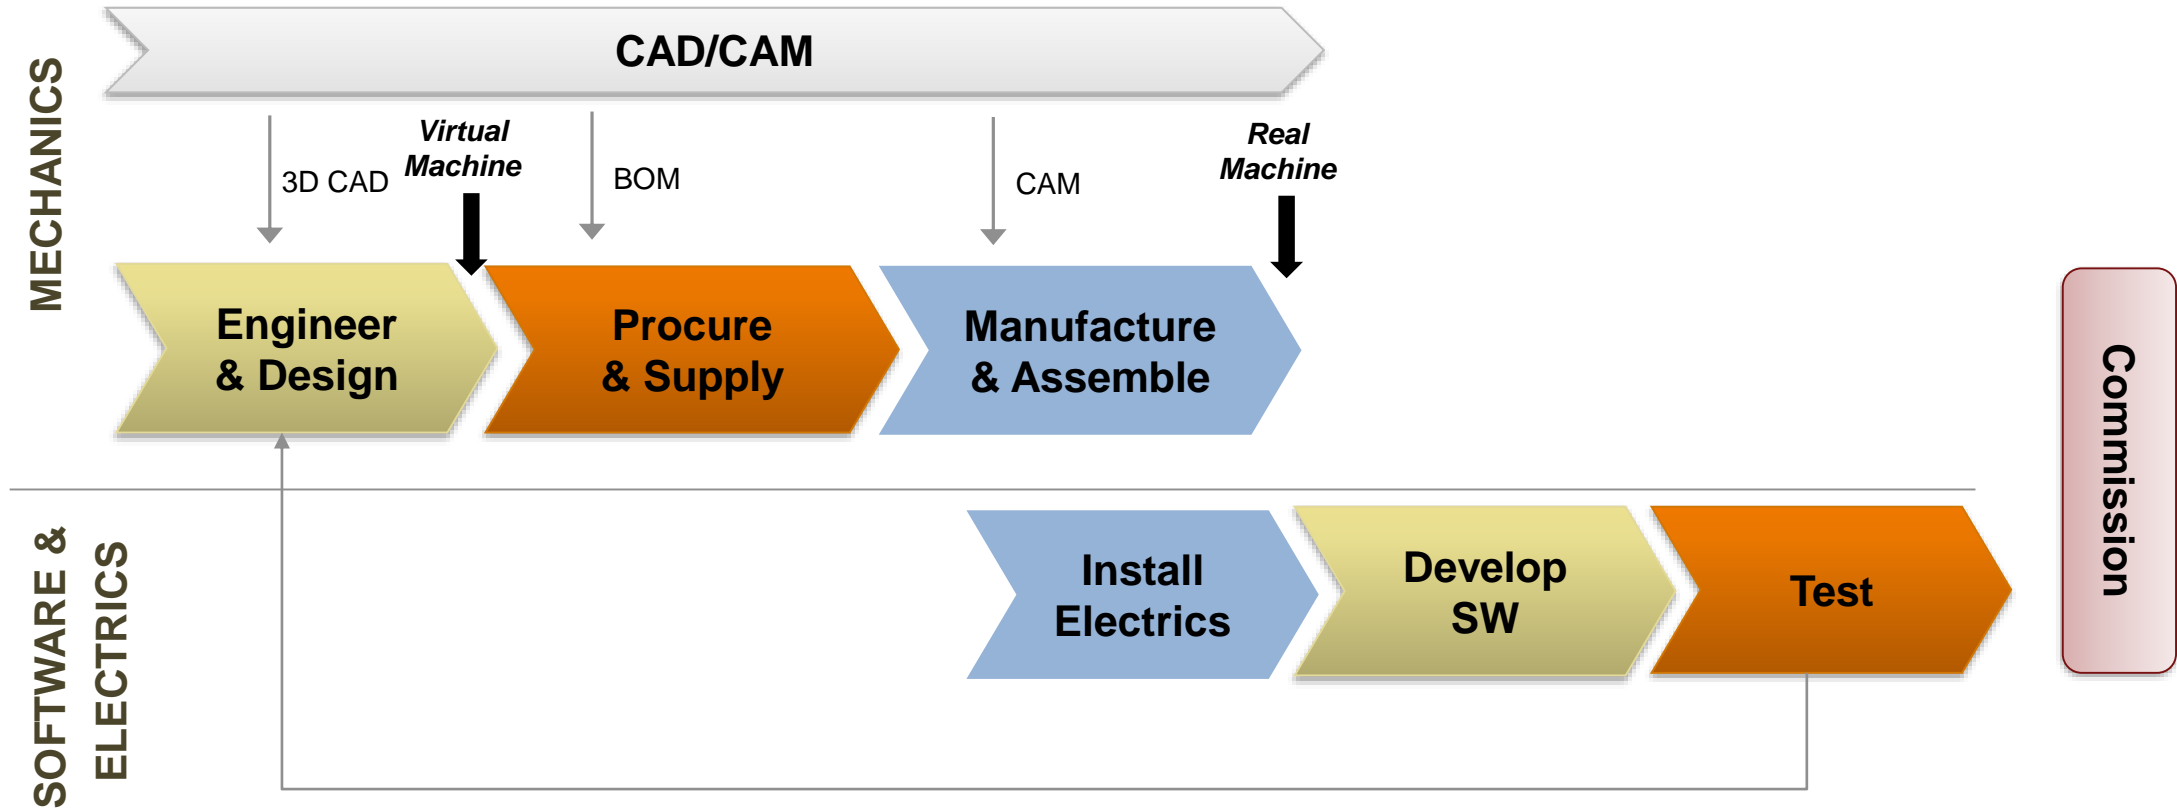 CAD/CAM
MECHANICS
3D CAD
Virtual
Machine
BOM
CAM
Real
Machine
Engineer
& Design
Procure
& Supply
Manufacture
& Assemble
Commission
SOFTWARE &
ELECTRICS
Install
Electrics
Develop
SW
Test